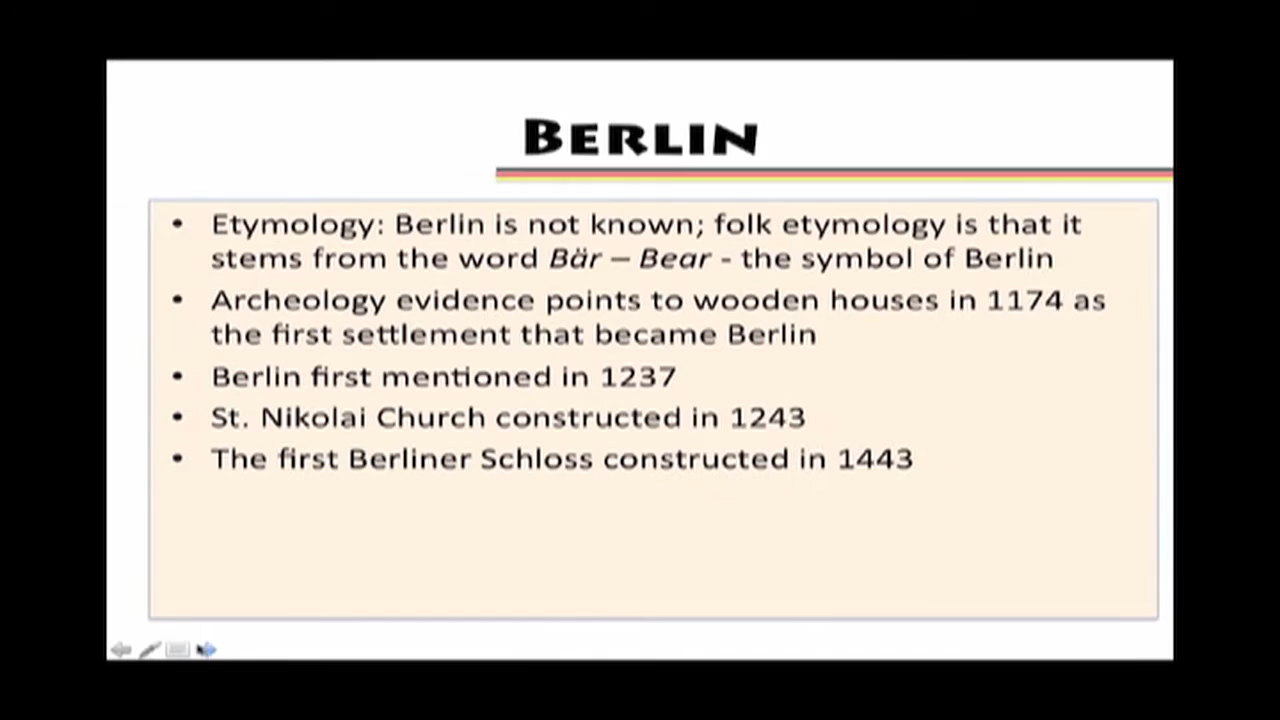 BERLIN
• Etymology: Berlin is not known; folk etymology is that it
stems from the word Bär – Bear - the symbol of Berlin
• Archeology evidence points to wooden houses in 1174 as
the first settlement that became Berlin
• Berlin first mentioned in 1237
• St. Nikolai Church constructed in 1243
• The first Berliner Schloss constructed in 1443